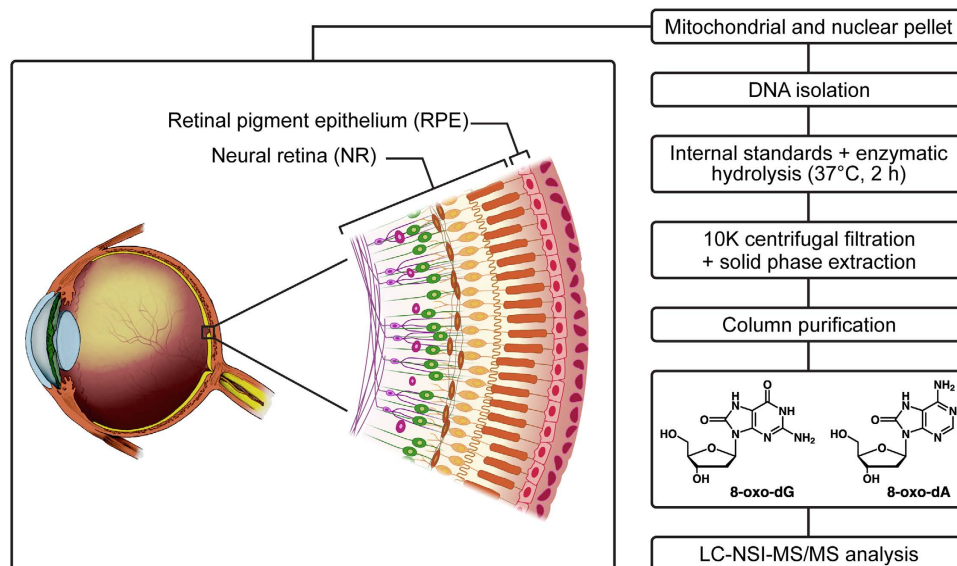 Mitochondrial and nuclear pellet
DNA isolation
Retinal pigment epithelium (RPE)
Neural retina (NR)
Internal standards + enzymatic
hydrolysis (37°C, 2 h)
10K centrifugal filtration
+ solid phase extraction
Column purification
O
NH
O
NH
N
N
NH₂
HO
O
OH
8-oxo-dG
NH₂
NH
O
N
N
N
HO
O
OH
8-oxo-dA
LC-NSI-MS/MS analysis